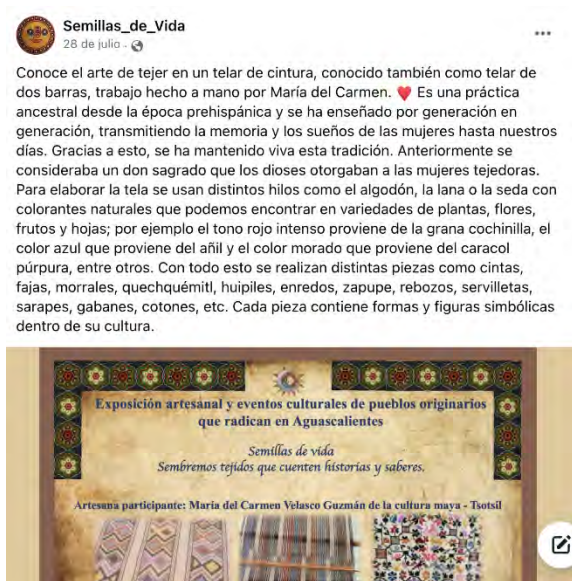 Semillas_de_Vida
28 de julio ·
Conoce el arte de tejer en un telar de cintura, conocido también como telar de
dos barras, trabajo hecho a mano por María del Carmen. ❤️ Es una práctica
ancestral desde la época prehispánica y se ha enseñado por generación en
generación, transmitiendo la memoria y los sueños de las mujeres hasta nuestros
días. Gracias a esto, se ha mantenido viva esta tradición. Anteriormente se
consideraba un don sagrado que los dioses otorgaban a las mujeres tejedoras.
Para elaborar la tela se usan distintos hilos como el algodón, la lana o la seda con
colorantes naturales que podemos encontrar en variedades de plantas, flores,
frutos y hojas; por ejemplo el tono rojo intenso proviene de la grana cochinilla, el
color azul que proviene del añil y el color morado que proviene del caracol
púrpura, entre otros. Con todo esto se realizan distintas piezas como cintas,
fajas, morrales, quechquémitl, huipiles, enredos, zapupe, rebozos, servilletas,
sarapes, gabanes, cotones, etc. Cada pieza contiene formas y figuras simbólicas
dentro de su cultura.
Exposición artesanal y eventos culturales de pueblos originarios
que radican en Aguascalientes
Semillas de vida
Sembremos tejidos que cuenten historias y saberes.
Artesana participante: María del Carmen Velasco Guzmán de la cultura maya - Tsotsil